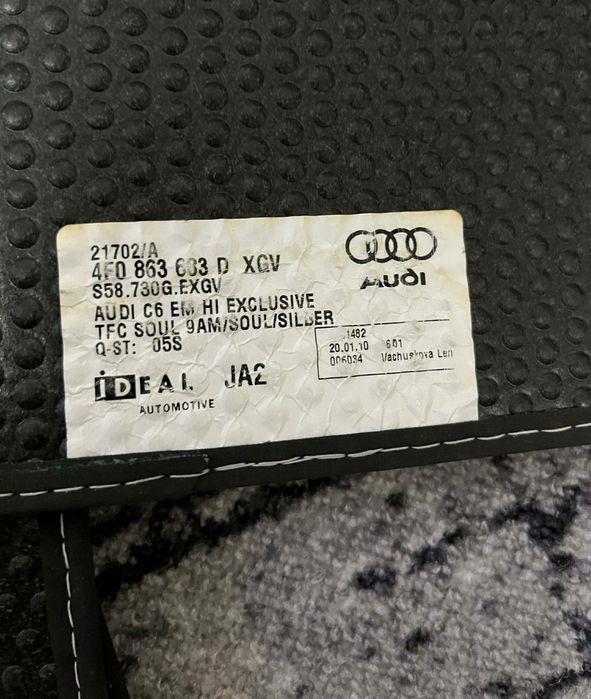 21702/A
4F0 863 633 D XGV
S58.730G.EXGV
AUDI C6 EM HI EXCLUSIVE
TFC SOUL 9AM/SOUL/SILBER
Q-ST: 05S
AUDI
1482
20.01.10 601
006034 Vachuskova Len
IDEAL JA2
AUTOMOTIVE